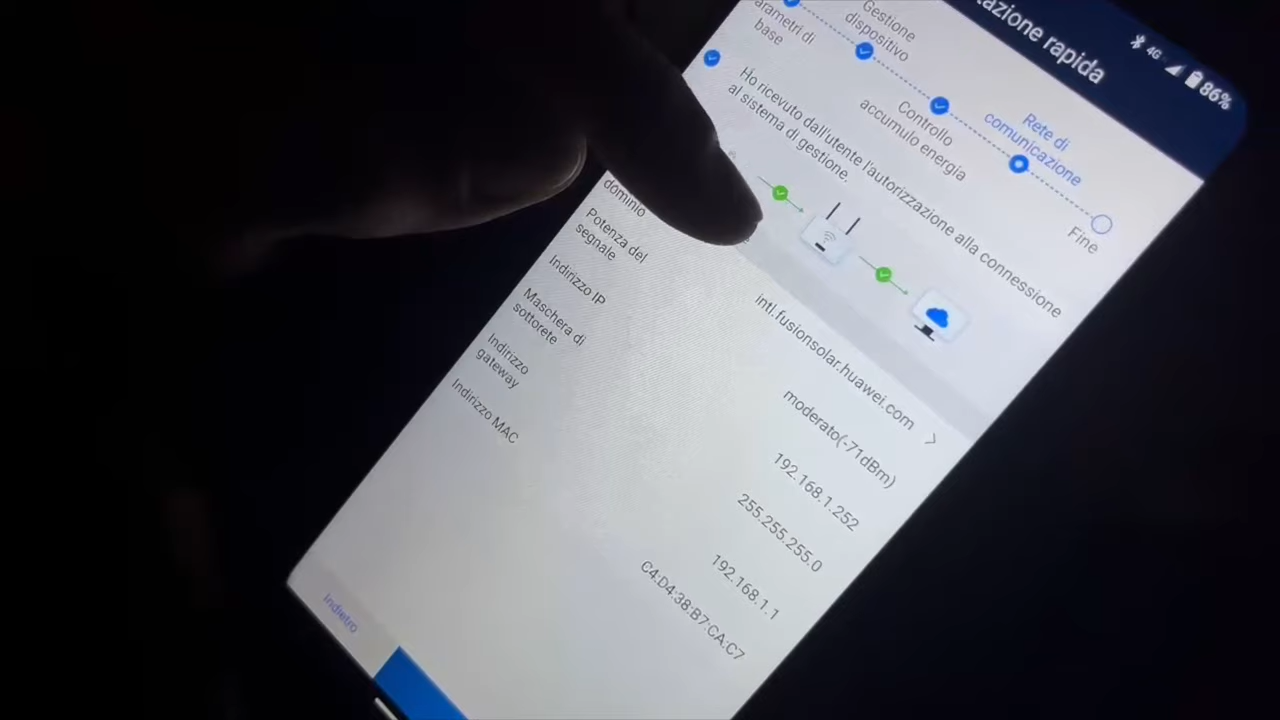 4G 86%
tazione rapida
arametri di
base
Gestione
dispositivo
Controllo
accumulo energia
Rete di
comunicazione
Fine
Ho ricevuto dall'utente l'autorizzazione alla connessione
al sistema di gestione.
dominio
intl.fusionsolar.huawei.com
Potenza del
segnale
moderato(-71dBm)
Indirizzo IP
192.168.1.252
Maschera di
sottorete
255.255.255.0
Indirizzo
gateway
192.168.1.1
Indirizzo MAC
C4:D4:38:B7:CA:C7
Indietro